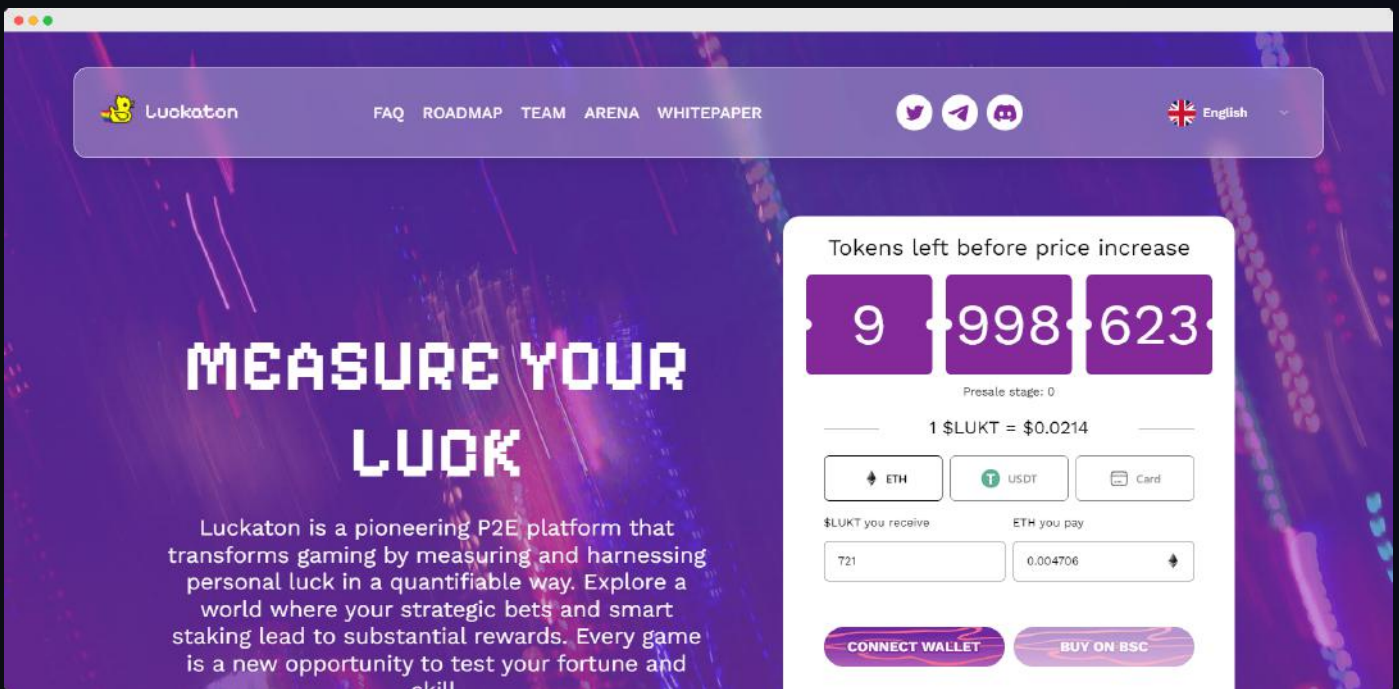 Luckaton
FAQ ROADMAP TEAM ARENA WHITEPAPER
English
MEASURE YOUR
LUCK
Luckaton is a pioneering P2E platform that
transforms gaming by measuring and harnessing
personal luck in a quantifiable way. Explore a
world where your strategic bets and smart
staking lead to substantial rewards. Every game
is a new opportunity to test your fortune and
skill
Tokens left before price increase
9 998 623
Presale stage: 0
1 $LUKT = $0.0214
ETH USDT Card
$LUKT you receive ETH you pay
721 0.004706
CONNECT WALLET BUY ON BSC